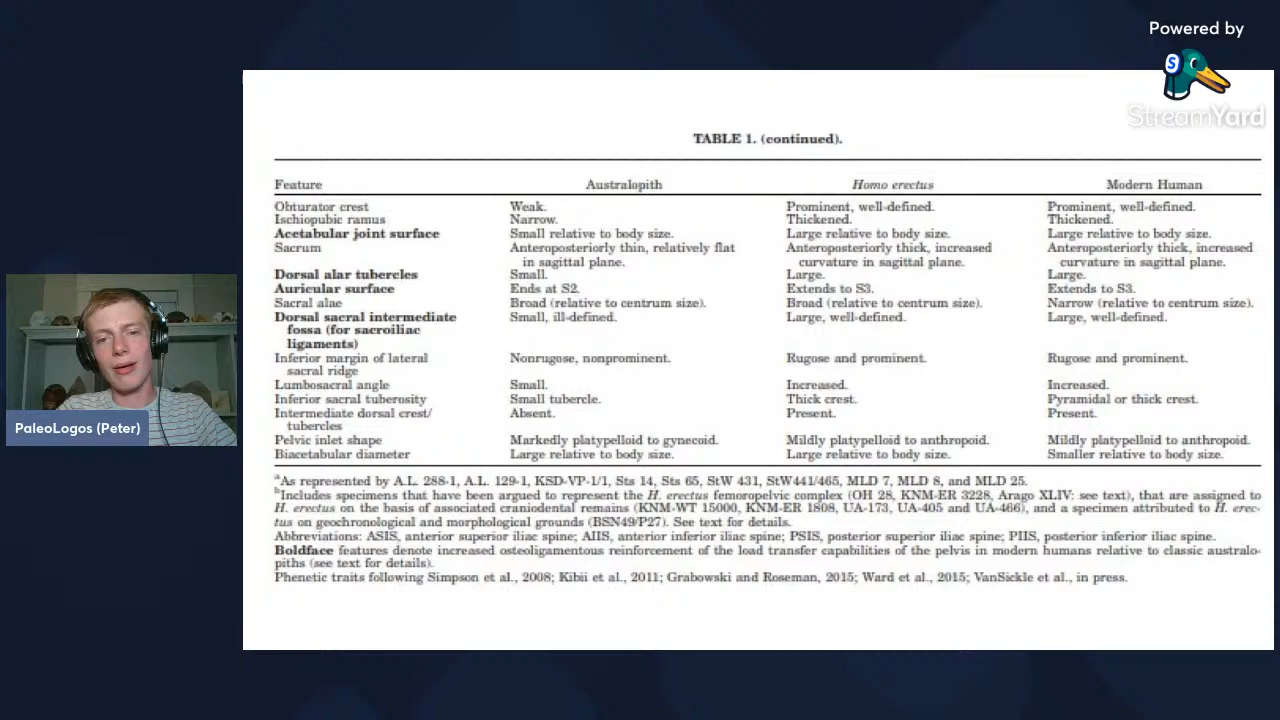 Powered by
S
StreamYard
TABLE 1. (continued).
Feature Australopith Homo erectus Modern Human
Obturator crest Weak. Prominent, well-defined. Prominent, well-defined.
Ischiopubic ramus Narrow. Thickened. Thickened.
Acetabular joint surface Small relative to body size. Large relative to body size. Large relative to body size.
Sacrum Anteroposteriorly thin, relatively flat Anteroposteriorly thick, increased Anteroposteriorly thick, increased
in sagittal plane. curvature in sagittal plane. curvature in sagittal plane.
Dorsal alar tubercles Small. Large. Large.
Auricular surface Ends at S2. Extends to S3. Extends to S3.
Sacral alae Broad (relative to centrum size). Broad (relative to centrum size). Narrow (relative to centrum size).
Dorsal sacral intermediate Small, ill-defined. Large, well-defined. Large, well-defined.
fossa (for sacroiliac
ligaments)
Inferior margin of lateral Nonrugose, nonprominent. Rugose and prominent. Rugose and prominent.
sacral ridge
Lumbosacral angle Small. Increased. Increased.
Inferior sacral tuberosity Small tubercle. Thick crest. Pyramidal or thick crest.
Intermediate dorsal crest/ Absent. Present. Present.
tubercles
Pelvic inlet shape Markedly platypelloid to gynecoid. Mildly platypelloid to anthropoid. Mildly platypelloid to anthropoid.
Biacetabular diameter Large relative to body size. Large relative to body size. Smaller relative to body size.
aAs represented by A.L. 288-1, A.L. 129-1, KSD-VP-1/1, Sts 14, Sts 65, StW 431, StW441/465, MLD 7, MLD 8, and MLD 25.
bIncludes specimens that have been argued to represent the H. erectus femoropelvic complex (OH 28, KNM-ER 3228, Arago XLIV: see text), that are assigned to
H. erectus on the basis of associated craniodental remains (KNM-WT 15000, KNM-ER 1808, UA-173, UA-405 and UA-466), and a specimen attributed to H. erec-
tus on geochronological and morphological grounds (BSN49/P27). See text for details.
Abbreviations: ASIS, anterior superior iliac spine; AIIS, anterior inferior iliac spine; PSIS, posterior superior iliac spine; PIIS, posterior inferior iliac spine.
Boldface features denote increased osteoligamentous reinforcement of the load transfer capabilities of the pelvis in modern humans relative to classic australo-
piths (see text for details).
Phenetic traits following Simpson et al., 2008; Kibii et al., 2011; Grabowski and Roseman, 2015; Ward et al., 2015; VanSickle et al., in press.
PaleoLogos (Peter)